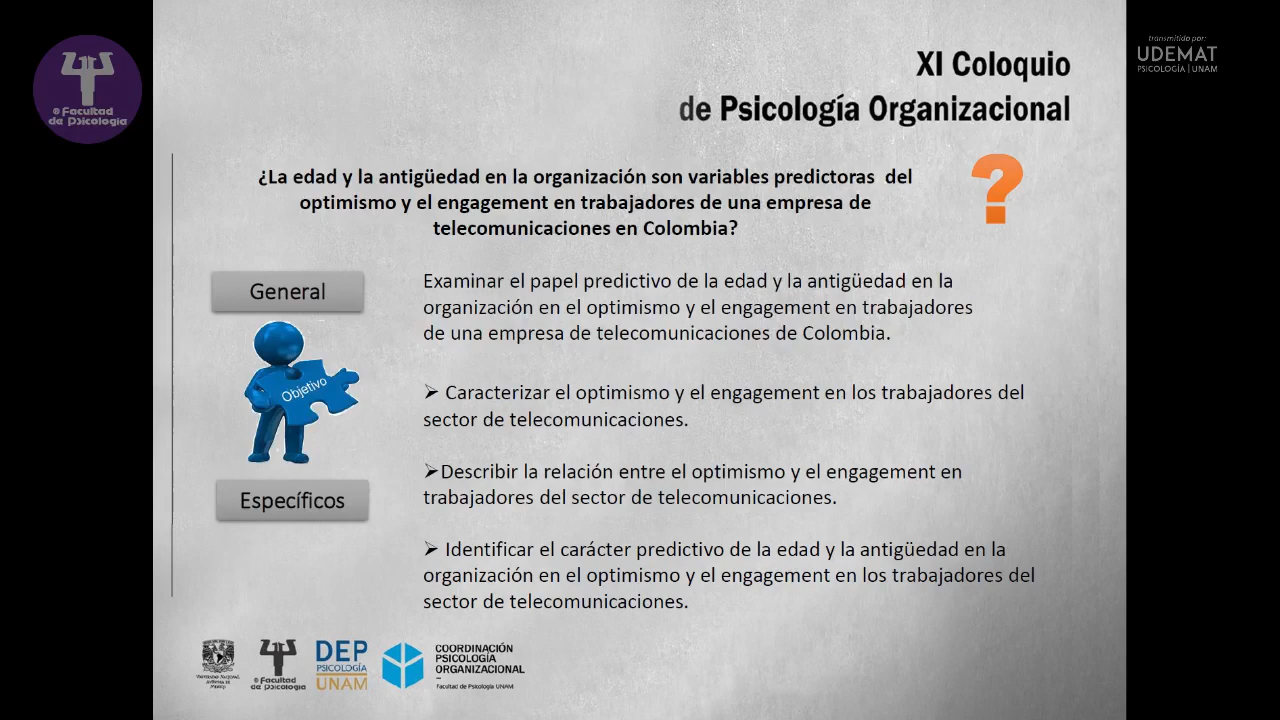 ® Facultad
de Psicología
transmitido por:
UDEMAT
PSICOLOGÍA | UNAM
XI Coloquio
de Psicología Organizacional
¿La edad y la antigüedad en la organización son variables predictoras del
optimismo y el engagement en trabajadores de una empresa de
telecomunicaciones en Colombia?
?
General
Examinar el papel predictivo de la edad y la antigüedad en la
organización en el optimismo y el engagement en trabajadores
de una empresa de telecomunicaciones de Colombia.
Objetivo
➢ Caracterizar el optimismo y el engagement en los trabajadores del
sector de telecomunicaciones.
➢Describir la relación entre el optimismo y el engagement en
trabajadores del sector de telecomunicaciones.
Específicos
➢ Identificar el carácter predictivo de la edad y la antigüedad en la
organización en el optimismo y el engagement en los trabajadores del
sector de telecomunicaciones.
Universidad Nacional
Autónoma de
México
® Facultad
de Psicología
DEP
PSICOLOGÍA
UNAM
COORDINACIÓN
PSICOLOGÍA
ORGANIZACIONAL
–
Facultad de Psicología UNAM